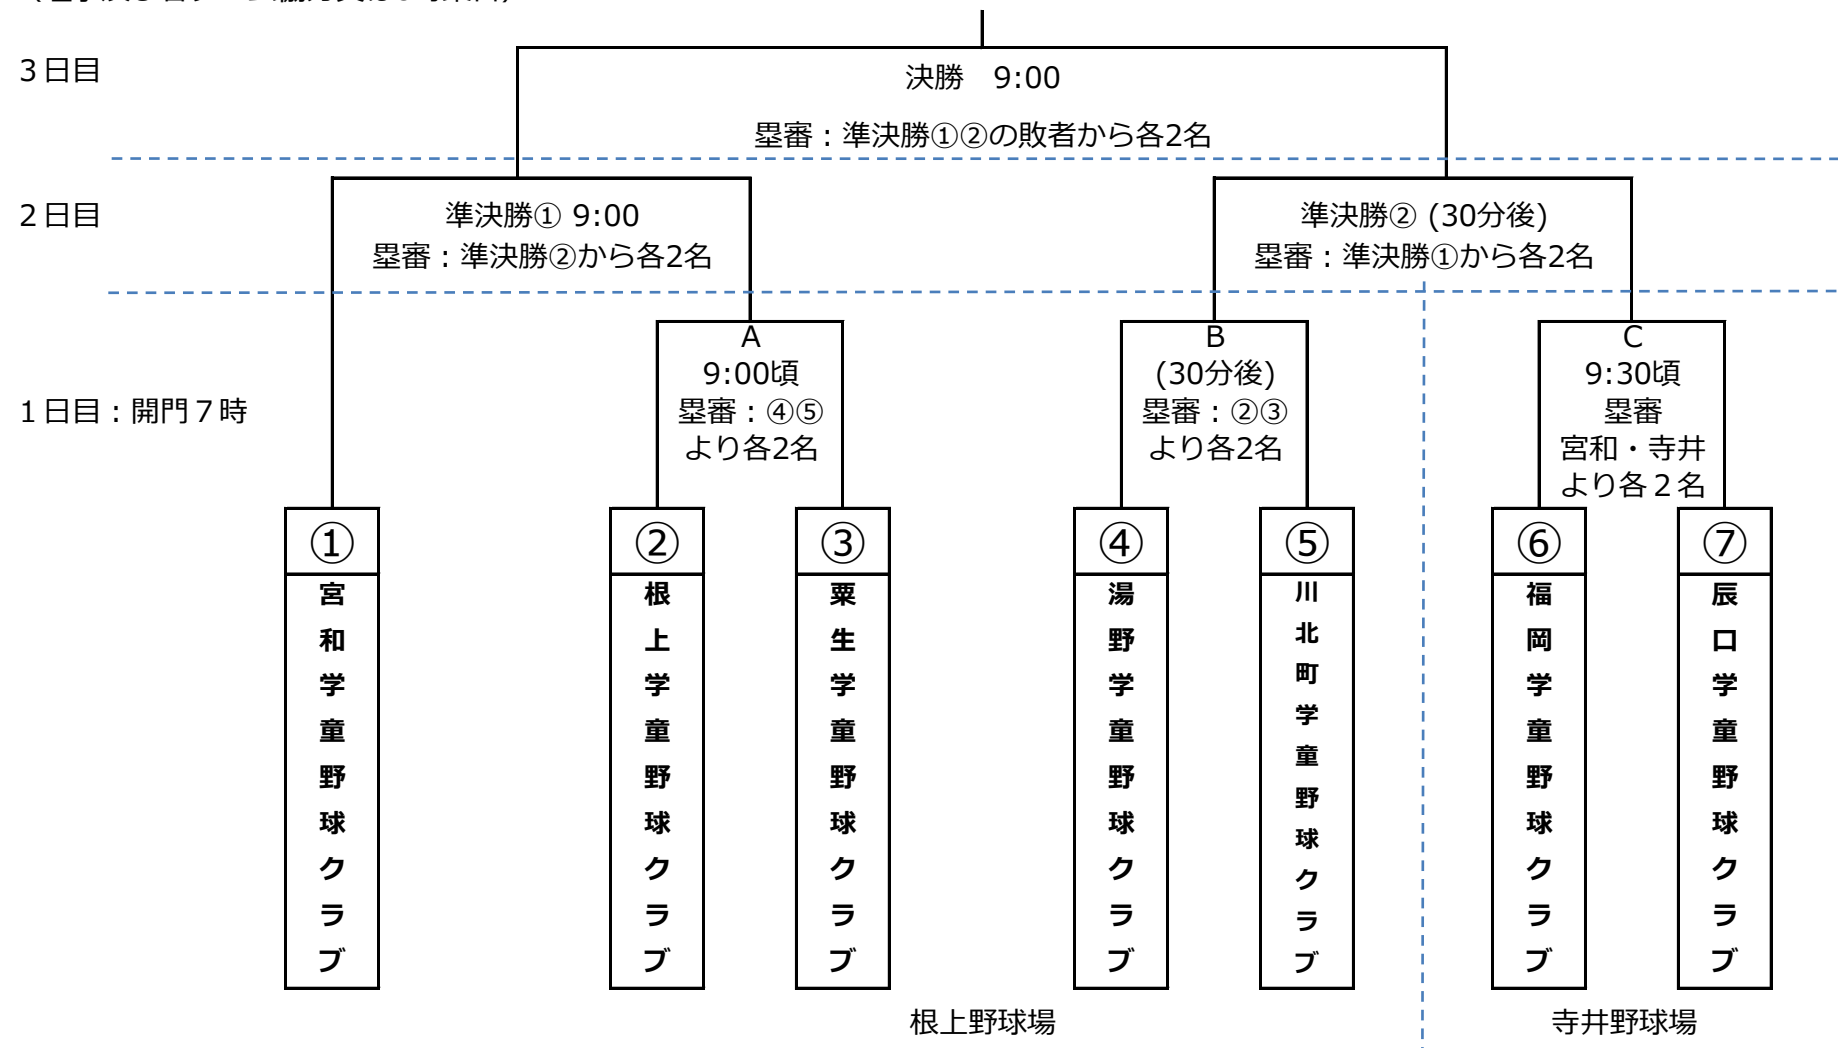 3日目
決勝　9:00
塁審：準決勝①②の敗者から各2名
2日目
準決勝① 9:00
塁審：準決勝②から各2名
準決勝② (30分後)
塁審：準決勝①から各2名
1日目：開門７時
A
9:00頃
塁審：④⑤
より各2名
B
(30分後)
塁審：②③
より各2名
C
9:30頃
塁審
宮和・寺井
より各２名
①
宮和学童野球クラブ
②
根上学童野球クラブ
③
粟生学童野球クラブ
④
湯野学童野球クラブ
⑤
川北町学童野球クラブ
⑥
福岡学童野球クラブ
⑦
辰口学童野球クラブ
根上野球場
寺井野球場